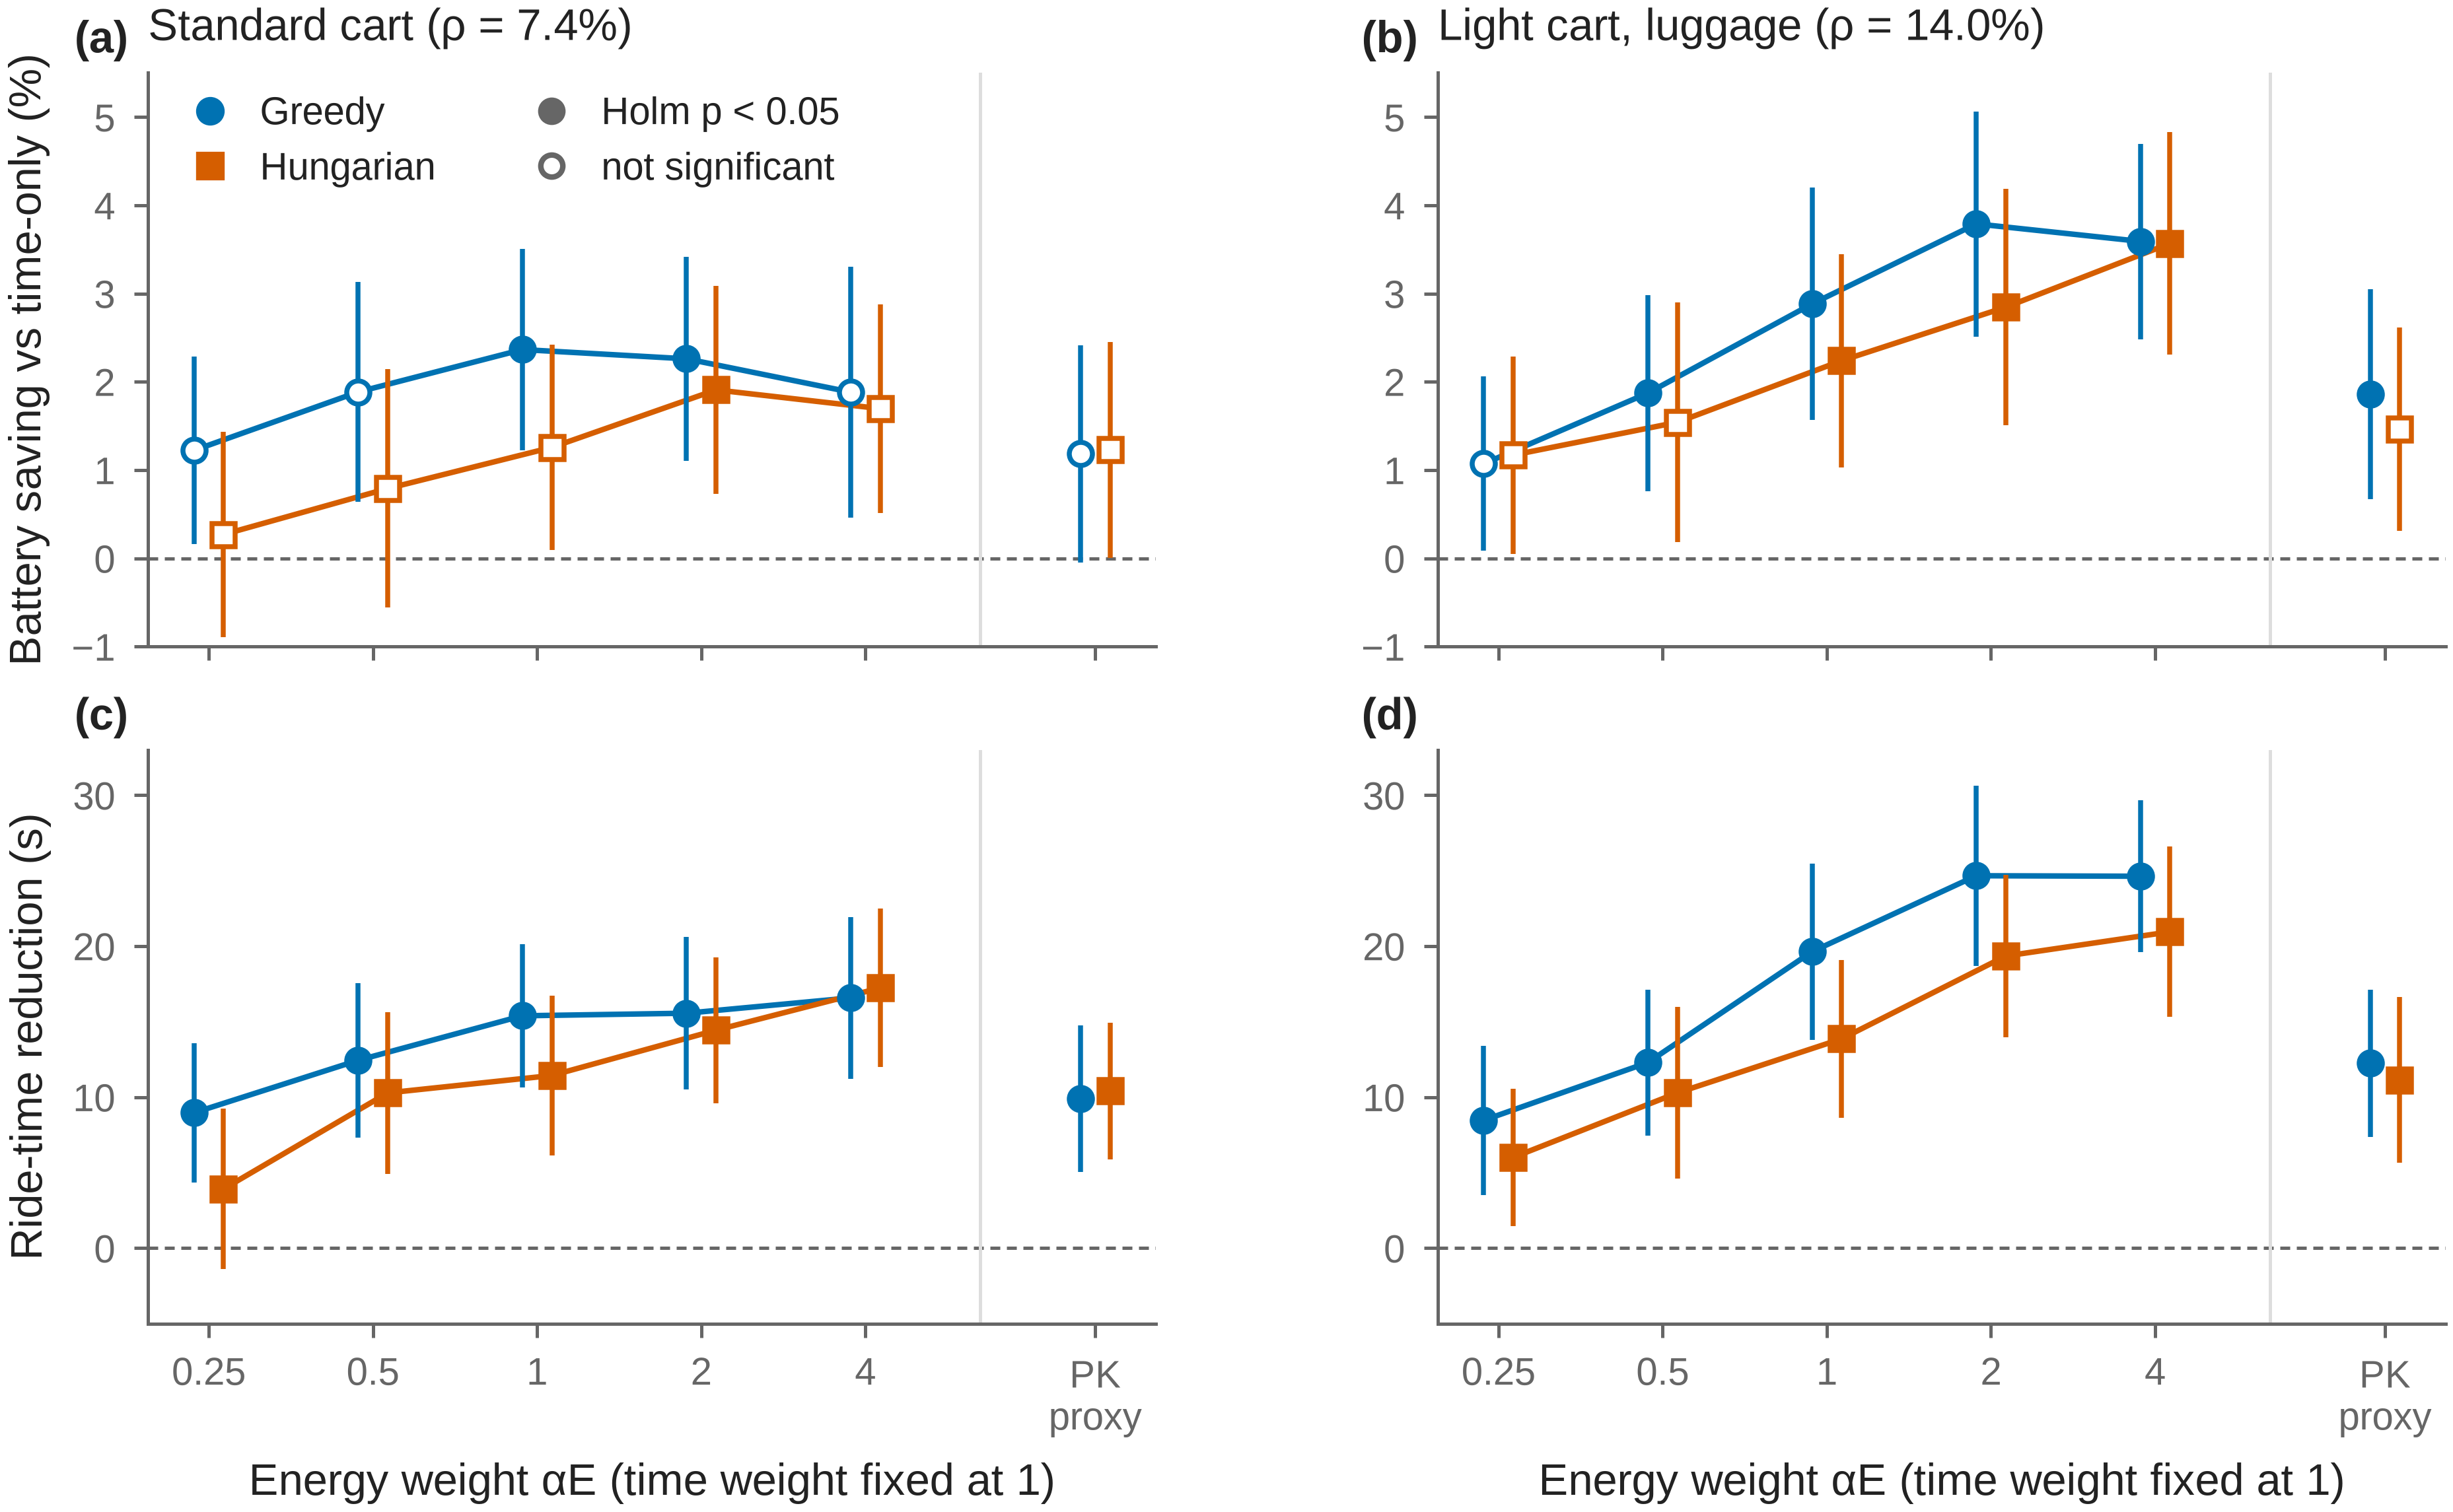 (a) Standard cart (ρ = 7.4%)
Battery saving vs time-only (%)
5
4
3
2
1
0
−1
Greedy
Hungarian
Holm p < 0.05
not significant
(b) Light cart, luggage (ρ = 14.0%)
5
4
3
2
1
0
−1
(c)
Ride-time reduction (s)
30
20
10
0
0.25 0.5 1 2 4 PK
proxy
Energy weight αE (time weight fixed at 1)
(d)
30
20
10
0
0.25 0.5 1 2 4 PK
proxy
Energy weight αE (time weight fixed at 1)